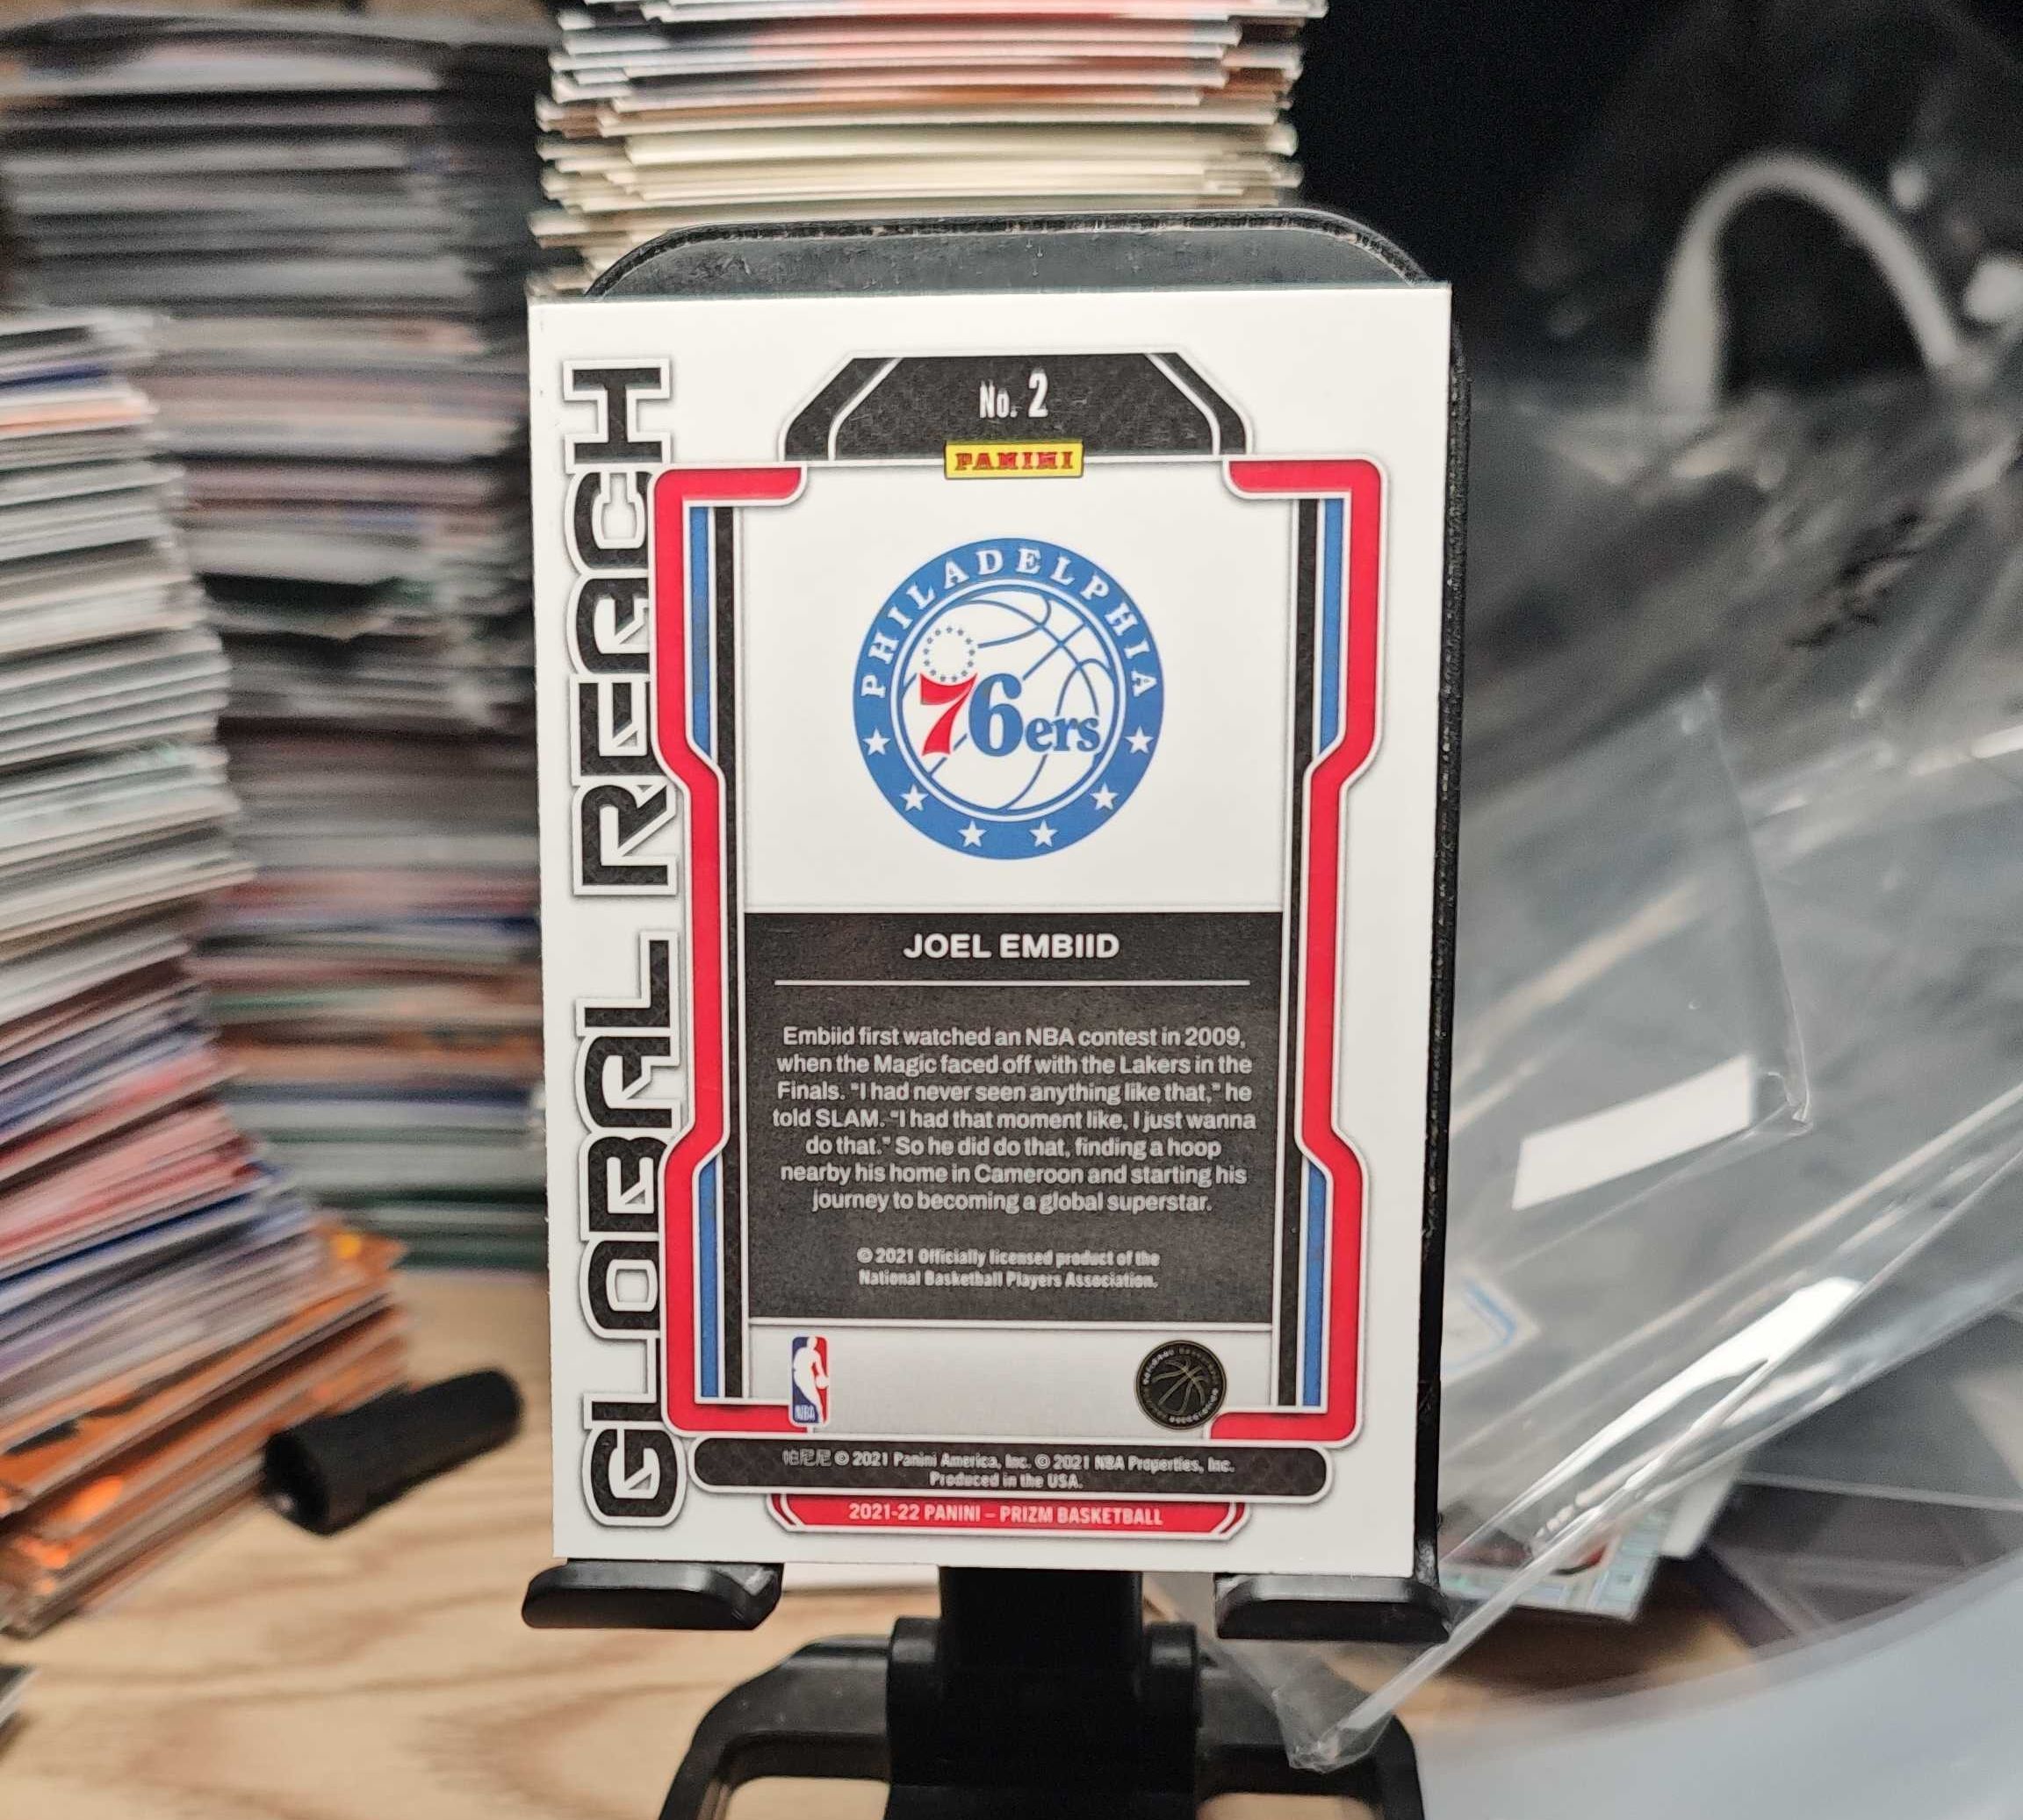 No. 2
PANINI
GLOBAL REACH
PHILADELPHIA
76ers
JOEL EMBIID
Embiid first watched an NBA contest in 2009,
when the Magic faced off with the Lakers in the
Finals. "I had never seen anything like that," he
told SLAM. "I had that moment like, I just wanna
do that." So he did do that, finding a hoop
nearby his home in Cameroon and starting his
journey to becoming a global superstar.
© 2021 Officially licensed product of the
National Basketball Players Association.
NBA
帕尼尼 © 2021 Panini America, Inc. © 2021 NBA Properties, Inc.
Produced in the USA.
2021-22 PANINI – PRIZM BASKETBALL